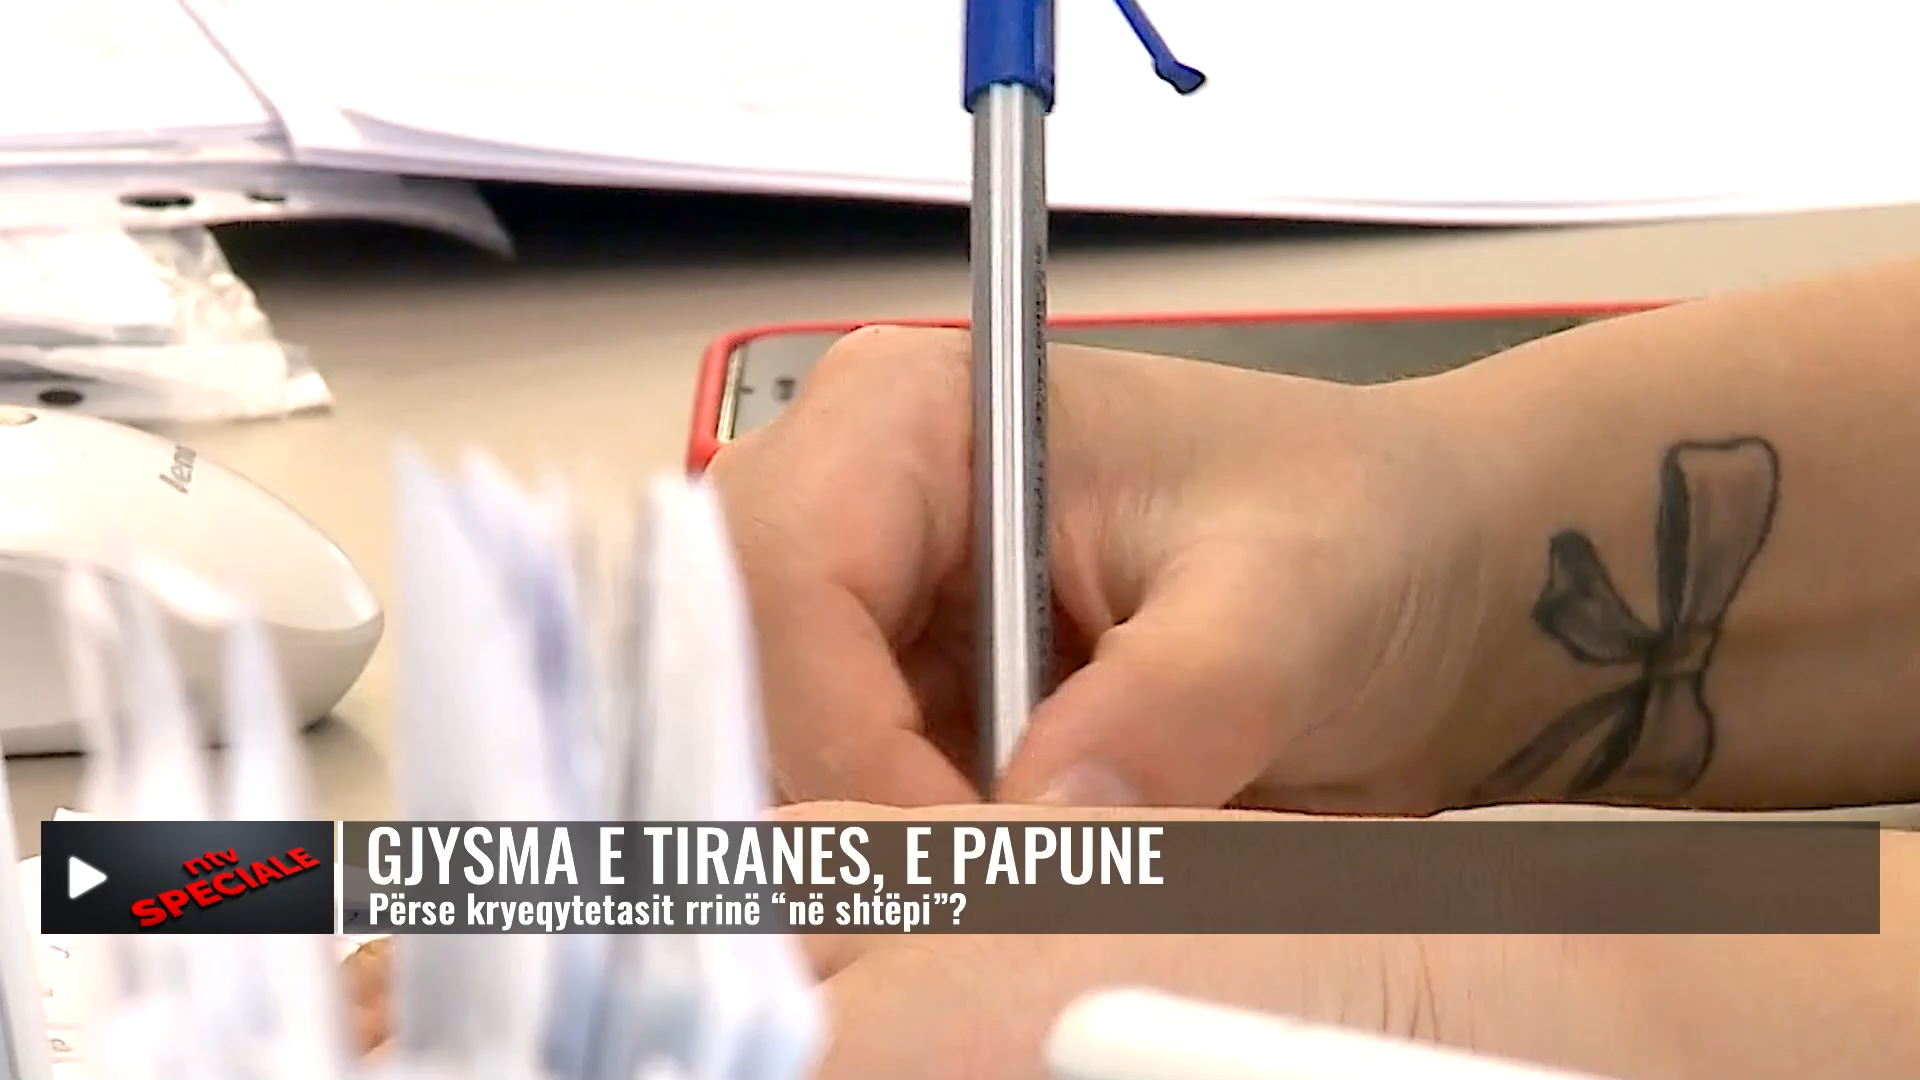 GJYSMA E TIRANES, E PAPUNE
ntv
SPECIALE
Përse kryeqytetasit rrinë “në shtëpi”?